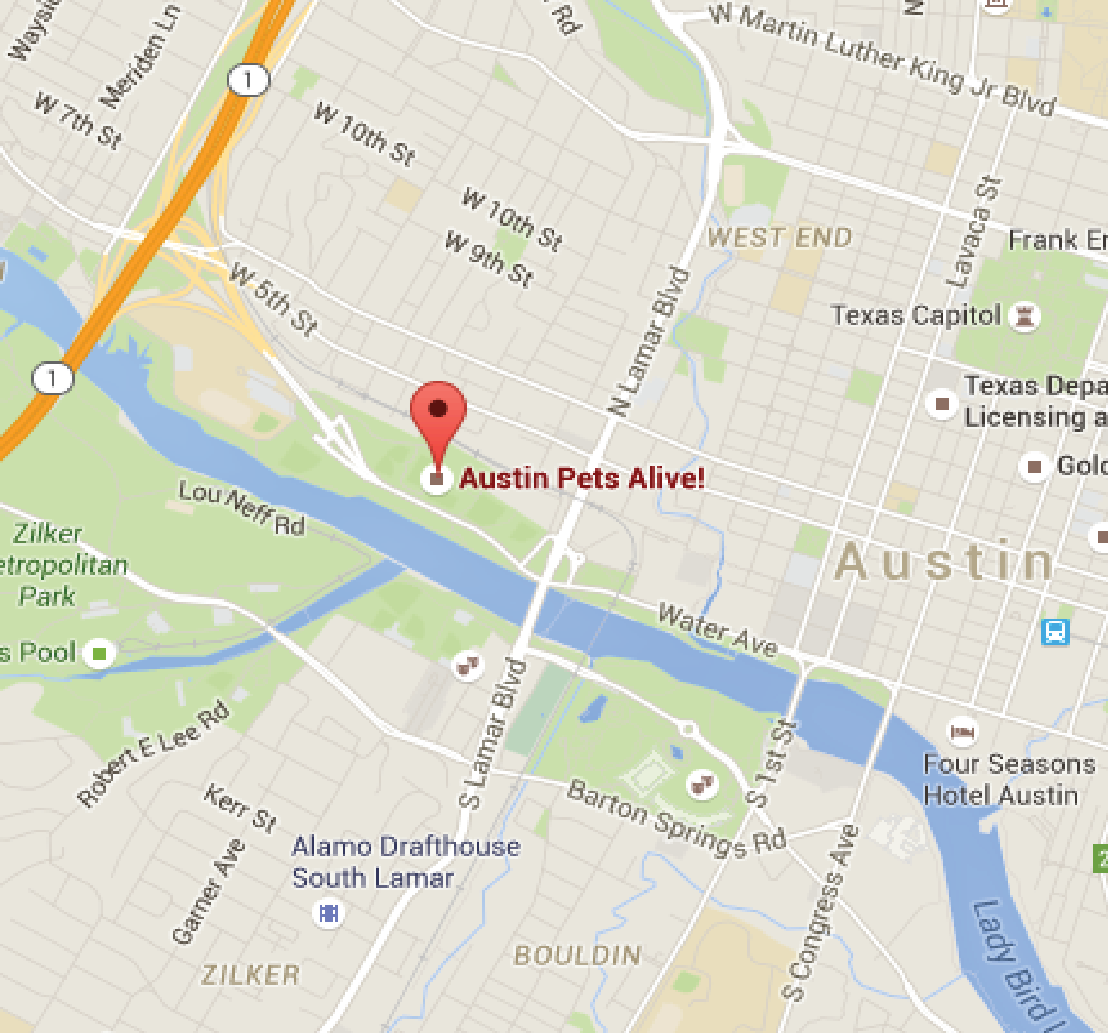 Meriden Ln
Rd
W Martin Luther King Jr Blvd
N
1
W 7th St
W 10th St
W 10th St
W 9th St
Lavaca St
WEST END
Texas Capitol
W 5th St
N Lamar Blvd
1
Austin Pets Alive!
Lou Neff Rd
Zilker
Park
Austin
Water Ave
Pool
S Lamar Blvd
Robert E Lee Rd
S 1st St
Four Seasons
Hotel Austin
Kerr St
Barton Springs Rd
Alamo Drafthouse
South Lamar
Garner Ave
S Congress Ave
2
Lady Bird
BOULDIN
ZILKER
Texas Depa
Licensing a
Gold
Frank Er
etropolitan
Waysi